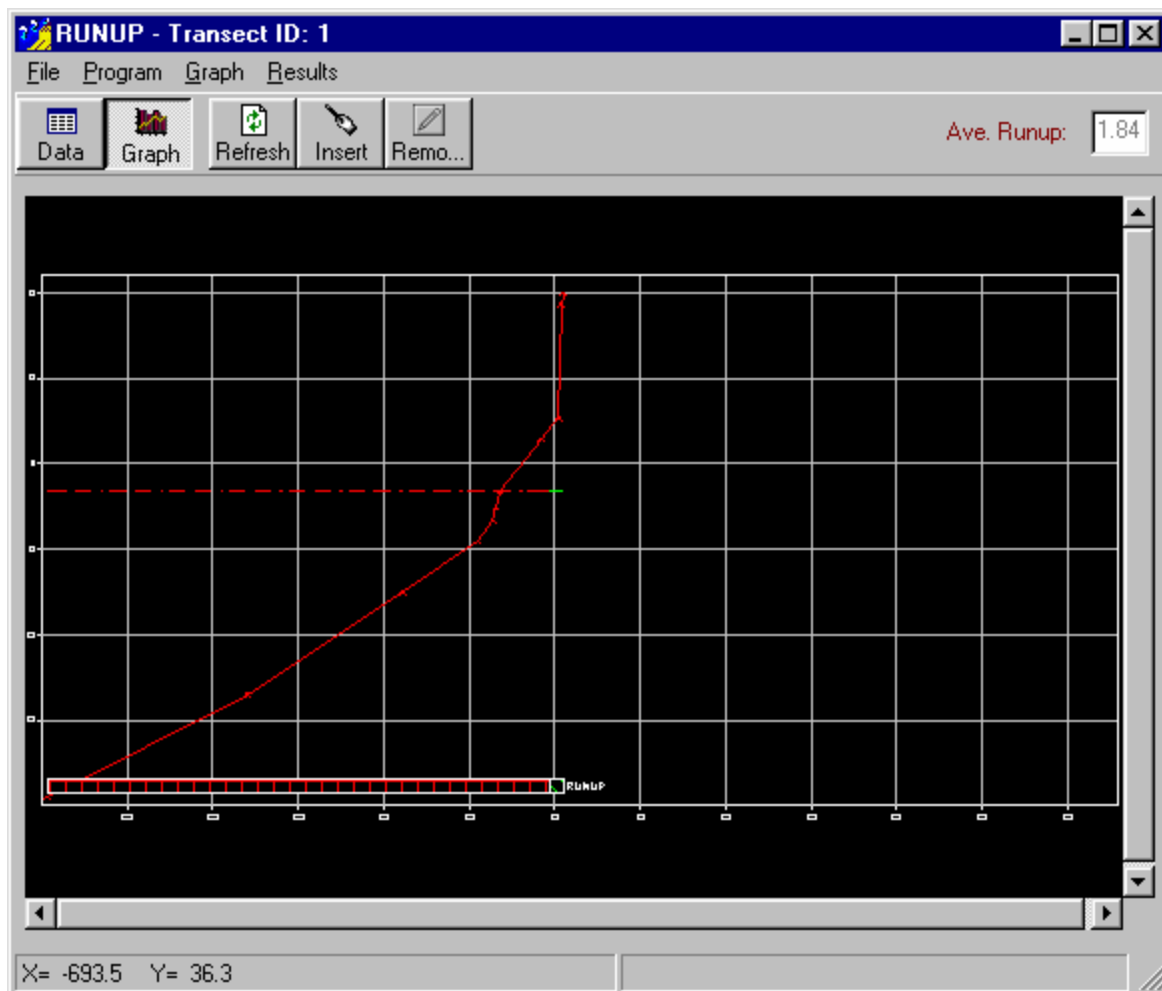 RUNUP - Transect ID: 1
File Program Graph Results
Data Graph Refresh Insert Remo... Ave. Runup: 1.84
RUNUP
X= -693.5 Y= 36.3